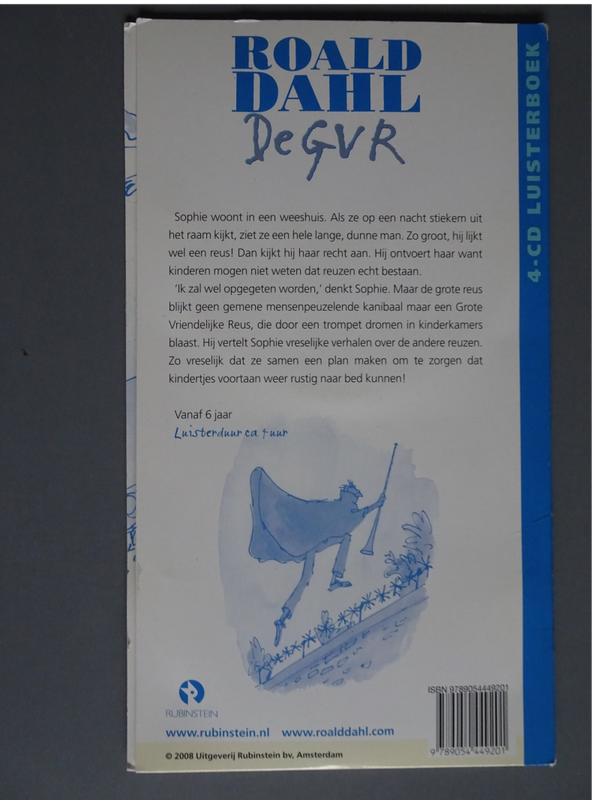 ROALD
DAHL
De GVR
4-CD LUISTERBOEK
Sophie woont in een weeshuis. Als ze op een nacht stiekem uit
het raam kijkt, ziet ze een hele lange, dunne man. Zo groot, hij lijkt
wel een reus! Dan kijkt hij haar recht aan. Hij ontvoert haar want
kinderen mogen niet weten dat reuzen echt bestaan.
'Ik zal wel opgegeten worden,' denkt Sophie. Maar de grote reus
blijkt geen gemene mensenpeuzelende kanibaal maar een Grote
Vriendelijke Reus, die door een trompet dromen in kinderkamers
blaast. Hij vertelt Sophie vreselijke verhalen over de andere reuzen.
Zo vreselijk dat ze samen een plan maken om te zorgen dat
kindertjes voortaan weer rustig naar bed kunnen!
Vanaf 6 jaar
Luisterduur ca uur
RUBINSTEIN
www.rubinstein.nl www.roalddahl.com
© 2008 Uitgeverij Rubinstein bv, Amsterdam
ISBN 9789054449201
9 789054 449201